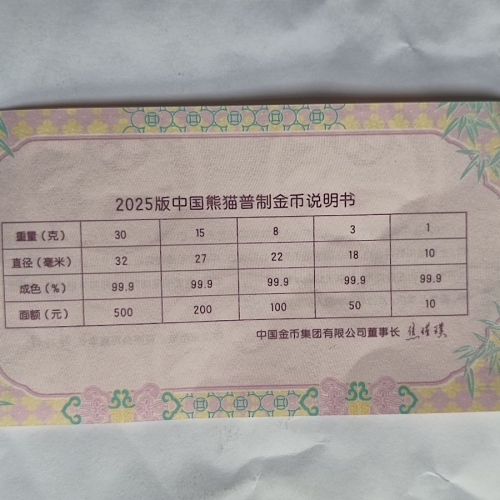 2025版中国熊猫普制金币说明书
重量（克） 30 15 8 3 1
直径（毫米） 32 27 22 18 10
成色（%） 99.9 99.9 99.9 99.9 99.9
面额（元） 500 200 100 50 10
中国金币集团有限公司董事长